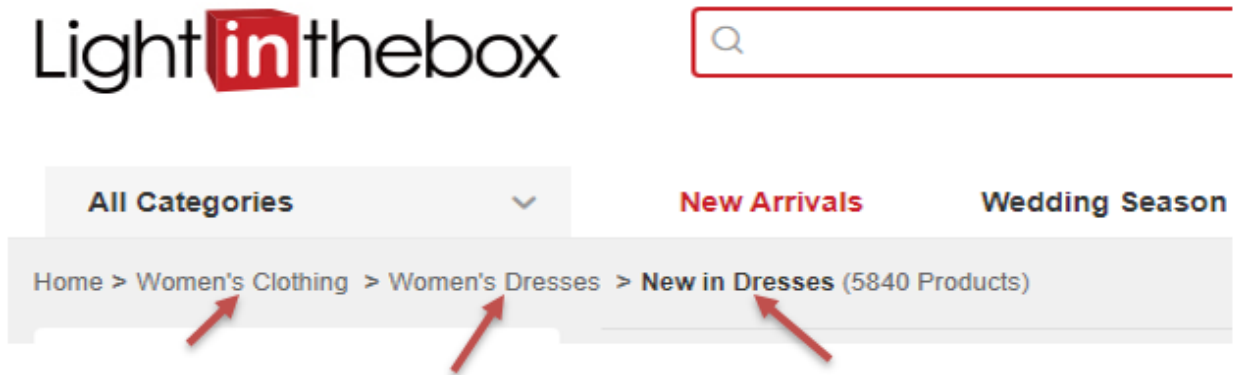 Lightinthebox
All Categories New Arrivals Wedding Season
Home > Women's Clothing > Women's Dresses > New in Dresses (5840 Products)